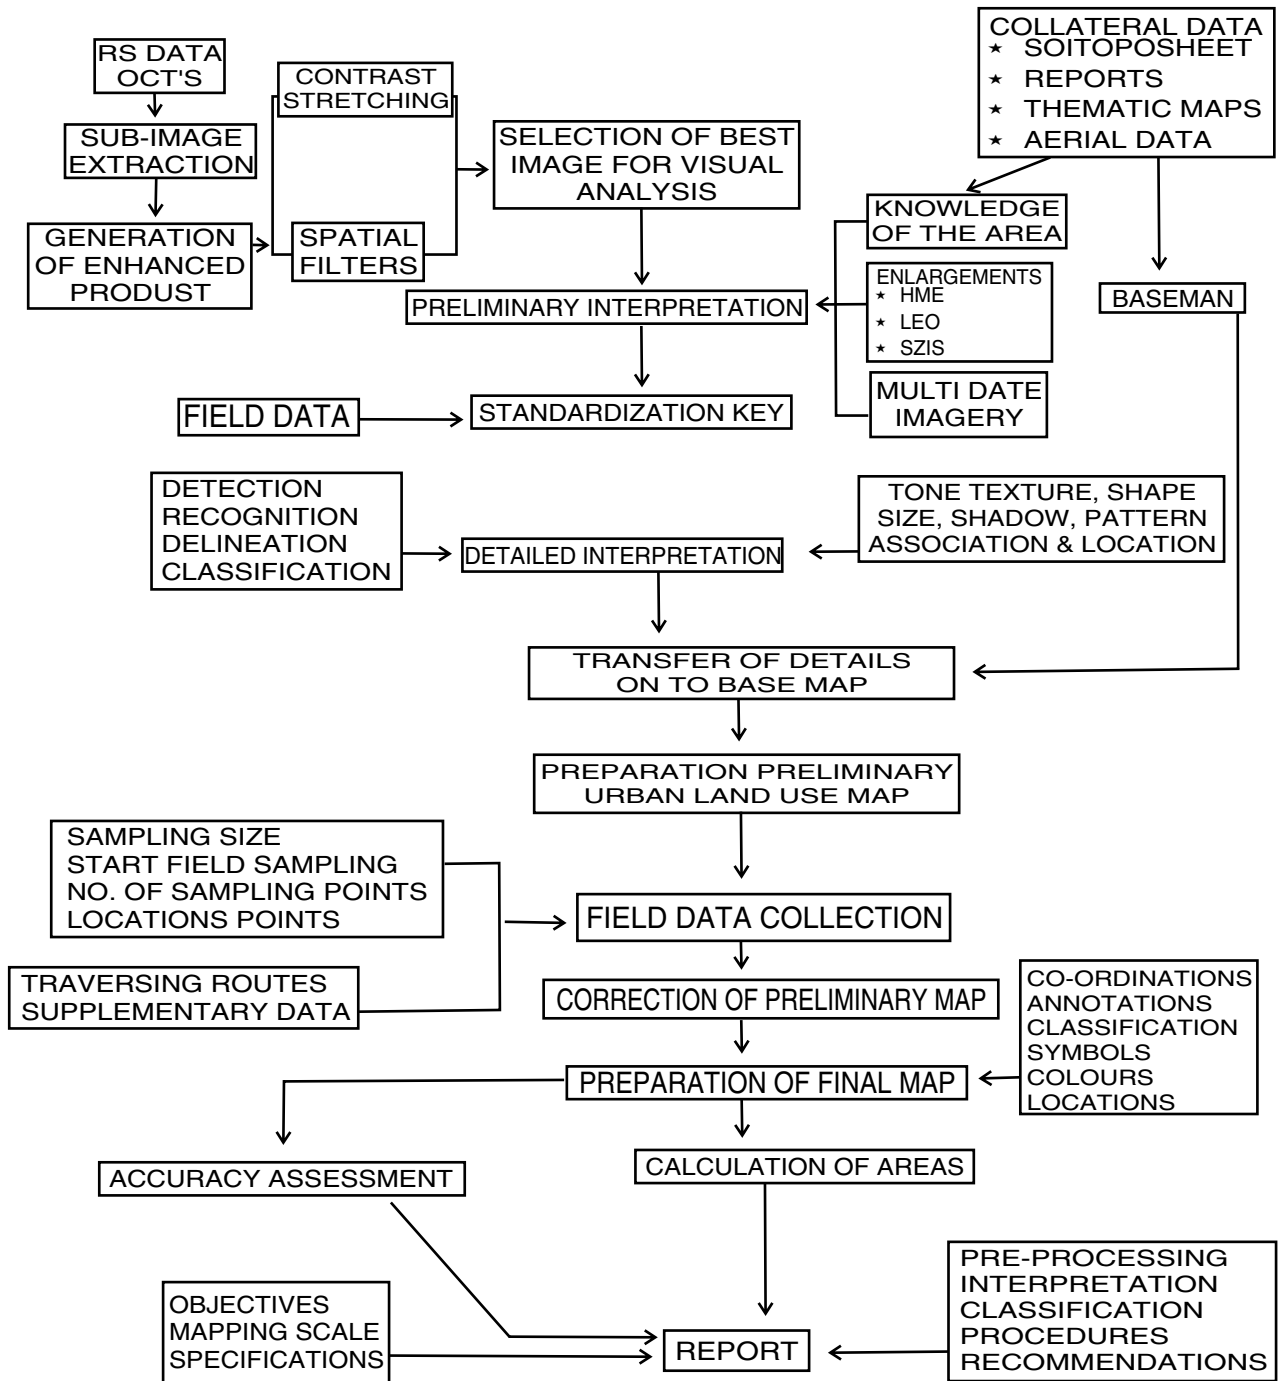 RS DATA
OCT'S
SUB-IMAGE
EXTRACTION
GENERATION
OF ENHANCED
PRODUST
CONTRAST
STRETCHING
SPATIAL
FILTERS
SELECTION OF BEST
IMAGE FOR VISUAL
ANALYSIS
COLLATERAL DATA
★ SOITOPOSHEET
★ REPORTS
★ THEMATIC MAPS
★ AERIAL DATA
KNOWLEDGE
OF THE AREA
ENLARGEMENTS
★ HME
★ LEO
★ SZIS
MULTI DATE
IMAGERY
BASEMAN
PRELIMINARY INTERPRETATION
FIELD DATA
STANDARDIZATION KEY
DETECTION
RECOGNITION
DELINEATION
CLASSIFICATION
DETAILED INTERPRETATION
TONE TEXTURE, SHAPE
SIZE, SHADOW, PATTERN
ASSOCIATION & LOCATION
TRANSFER OF DETAILS
ON TO BASE MAP
PREPARATION PRELIMINARY
URBAN LAND USE MAP
SAMPLING SIZE
START FIELD SAMPLING
NO. OF SAMPLING POINTS
LOCATIONS POINTS
TRAVERSING ROUTES
SUPPLEMENTARY DATA
FIELD DATA COLLECTION
CORRECTION OF PRELIMINARY MAP
PREPARATION OF FINAL MAP
CO-ORDINATIONS
ANNOTATIONS
CLASSIFICATION
SYMBOLS
COLOURS
LOCATIONS
ACCURACY ASSESSMENT
CALCULATION OF AREAS
OBJECTIVES
MAPPING SCALE
SPECIFICATIONS
REPORT
PRE-PROCESSING
INTERPRETATION
CLASSIFICATION
PROCEDURES
RECOMMENDATIONS